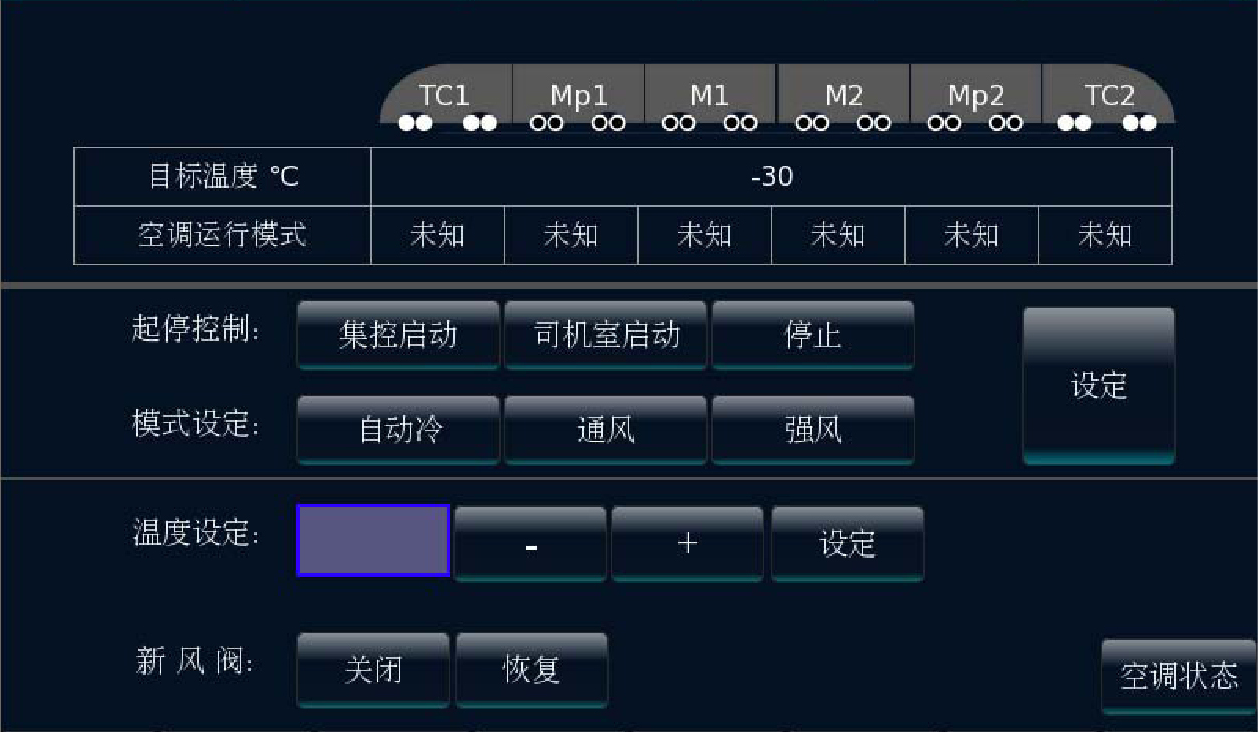 TC1 Mp1 M1 M2 Mp2 TC2
目标温度 ℃ -30
空调运行模式 未知 未知 未知 未知 未知 未知
起停控制: 集控启动 司机室启动 停止
设定
模式设定: 自动冷 通风 强风
温度设定: - + 设定
新 风 阀: 关闭 恢复
空调状态